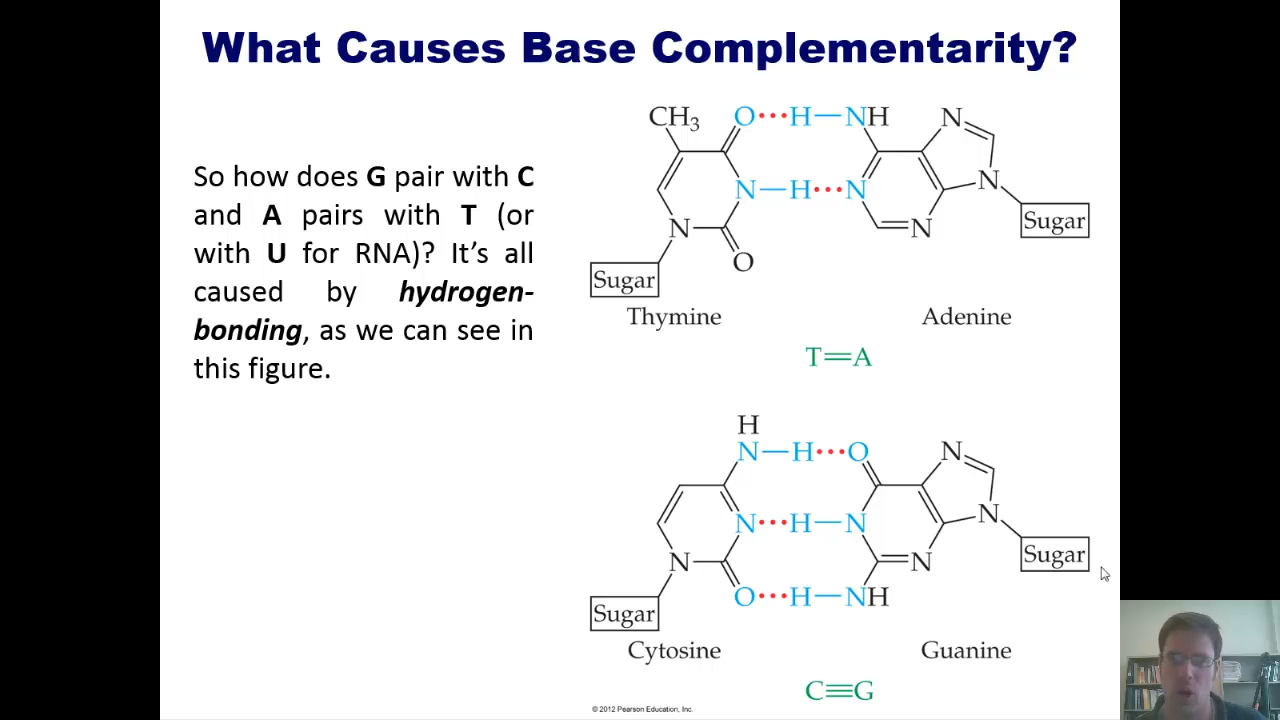 What Causes Base Complementarity?
So how does G pair with C
and A pairs with T (or
with U for RNA)? It's all
caused by hydrogen-
bonding, as we can see in
this figure.
CH₃ O ••• H — NH N
N — H ••• N N
N N
O
Sugar
Sugar
Thymine Adenine
T=A
H
N — H ••• O N
N ••• H — N N
N N
O ••• H — NH
Sugar
Sugar
Cytosine Guanine
C≡G
© 2012 Pearson Education, Inc.